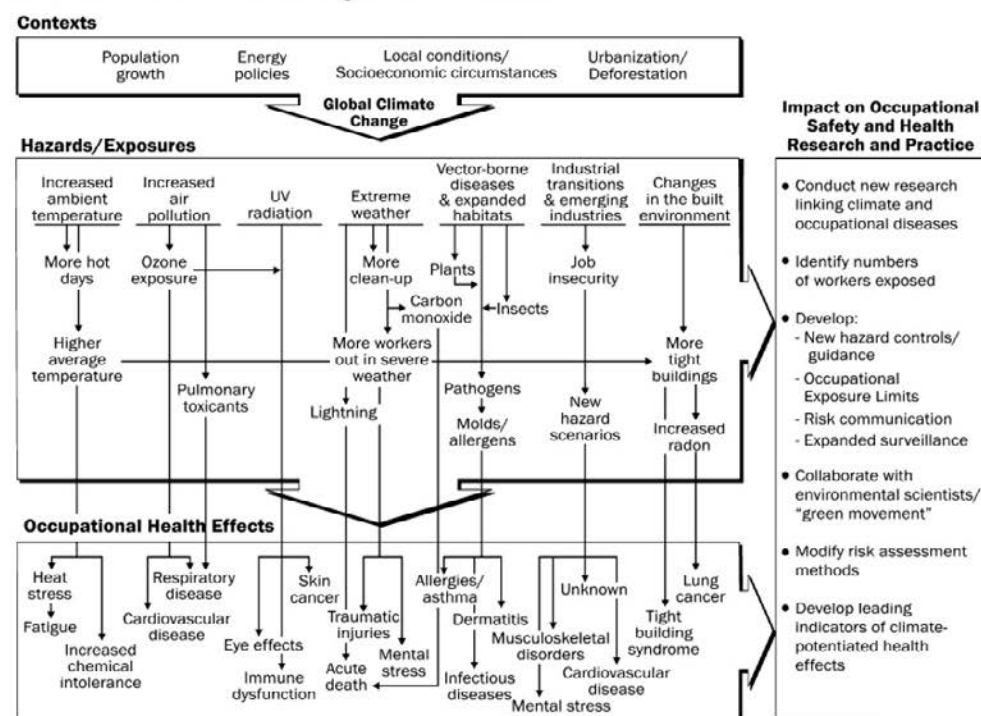 Contexts
Population
growth
Energy
policies
Local conditions/
Socioeconomic circumstances
Urbanization/
Deforestation
Global Climate
Change
Hazards/Exposures
Increased
ambient
temperature
Increased
air
pollution
UV
radiation
Extreme
weather
Vector-borne
diseases
& expanded
habitats
Industrial
transitions
& emerging
industries
Changes
in the built
environment
More hot
days
Ozone
exposure
More
clean-up
Plants
Carbon
monoxide
Insects
Job
insecurity
Higher
average
temperature
Pulmonary
toxicants
More workers
out in severe
weather
Lightning
Pathogens
Molds/
allergens
New
hazard
scenarios
More
tight
buildings
Increased
radon
Occupational Health Effects
Heat
stress
Fatigue
Increased
chemical
intolerance
Respiratory
disease
Cardiovascular
disease
Skin
cancer
Eye effects
Immune
dysfunction
Traumatic
injuries
Acute
death
Mental
stress
Allergies/
asthma
Dermatitis
Infectious
diseases
Unknown
Musculoskeletal
disorders
Cardiovascular
disease
Mental stress
Tight
building
syndrome
Lung
cancer
Impact on Occupational
Safety and Health
Research and Practice
• Conduct new research
linking climate and
occupational diseases
• Identify numbers
of workers exposed
• Develop:
- New hazard controls/
guidance
- Occupational
Exposure Limits
- Risk communication
- Expanded surveillance
• Collaborate with
environmental scientists/
“green movement”
• Modify risk assessment
methods
• Develop leading
indicators of climate-
potentiated health
effects